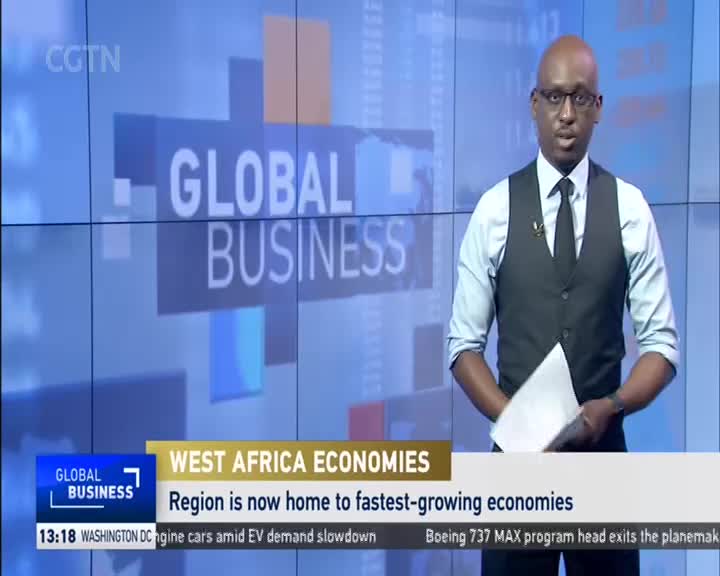 CGTN
GLOBAL
BUSINESS
WEST AFRICA ECONOMIES
GLOBAL
BUSINESS
Region is now home to fastest-growing economies
13:18 WASHINGTON DC
ngine cars amid EV demand slowdown Boeing 737 MAX program head exits the planemak